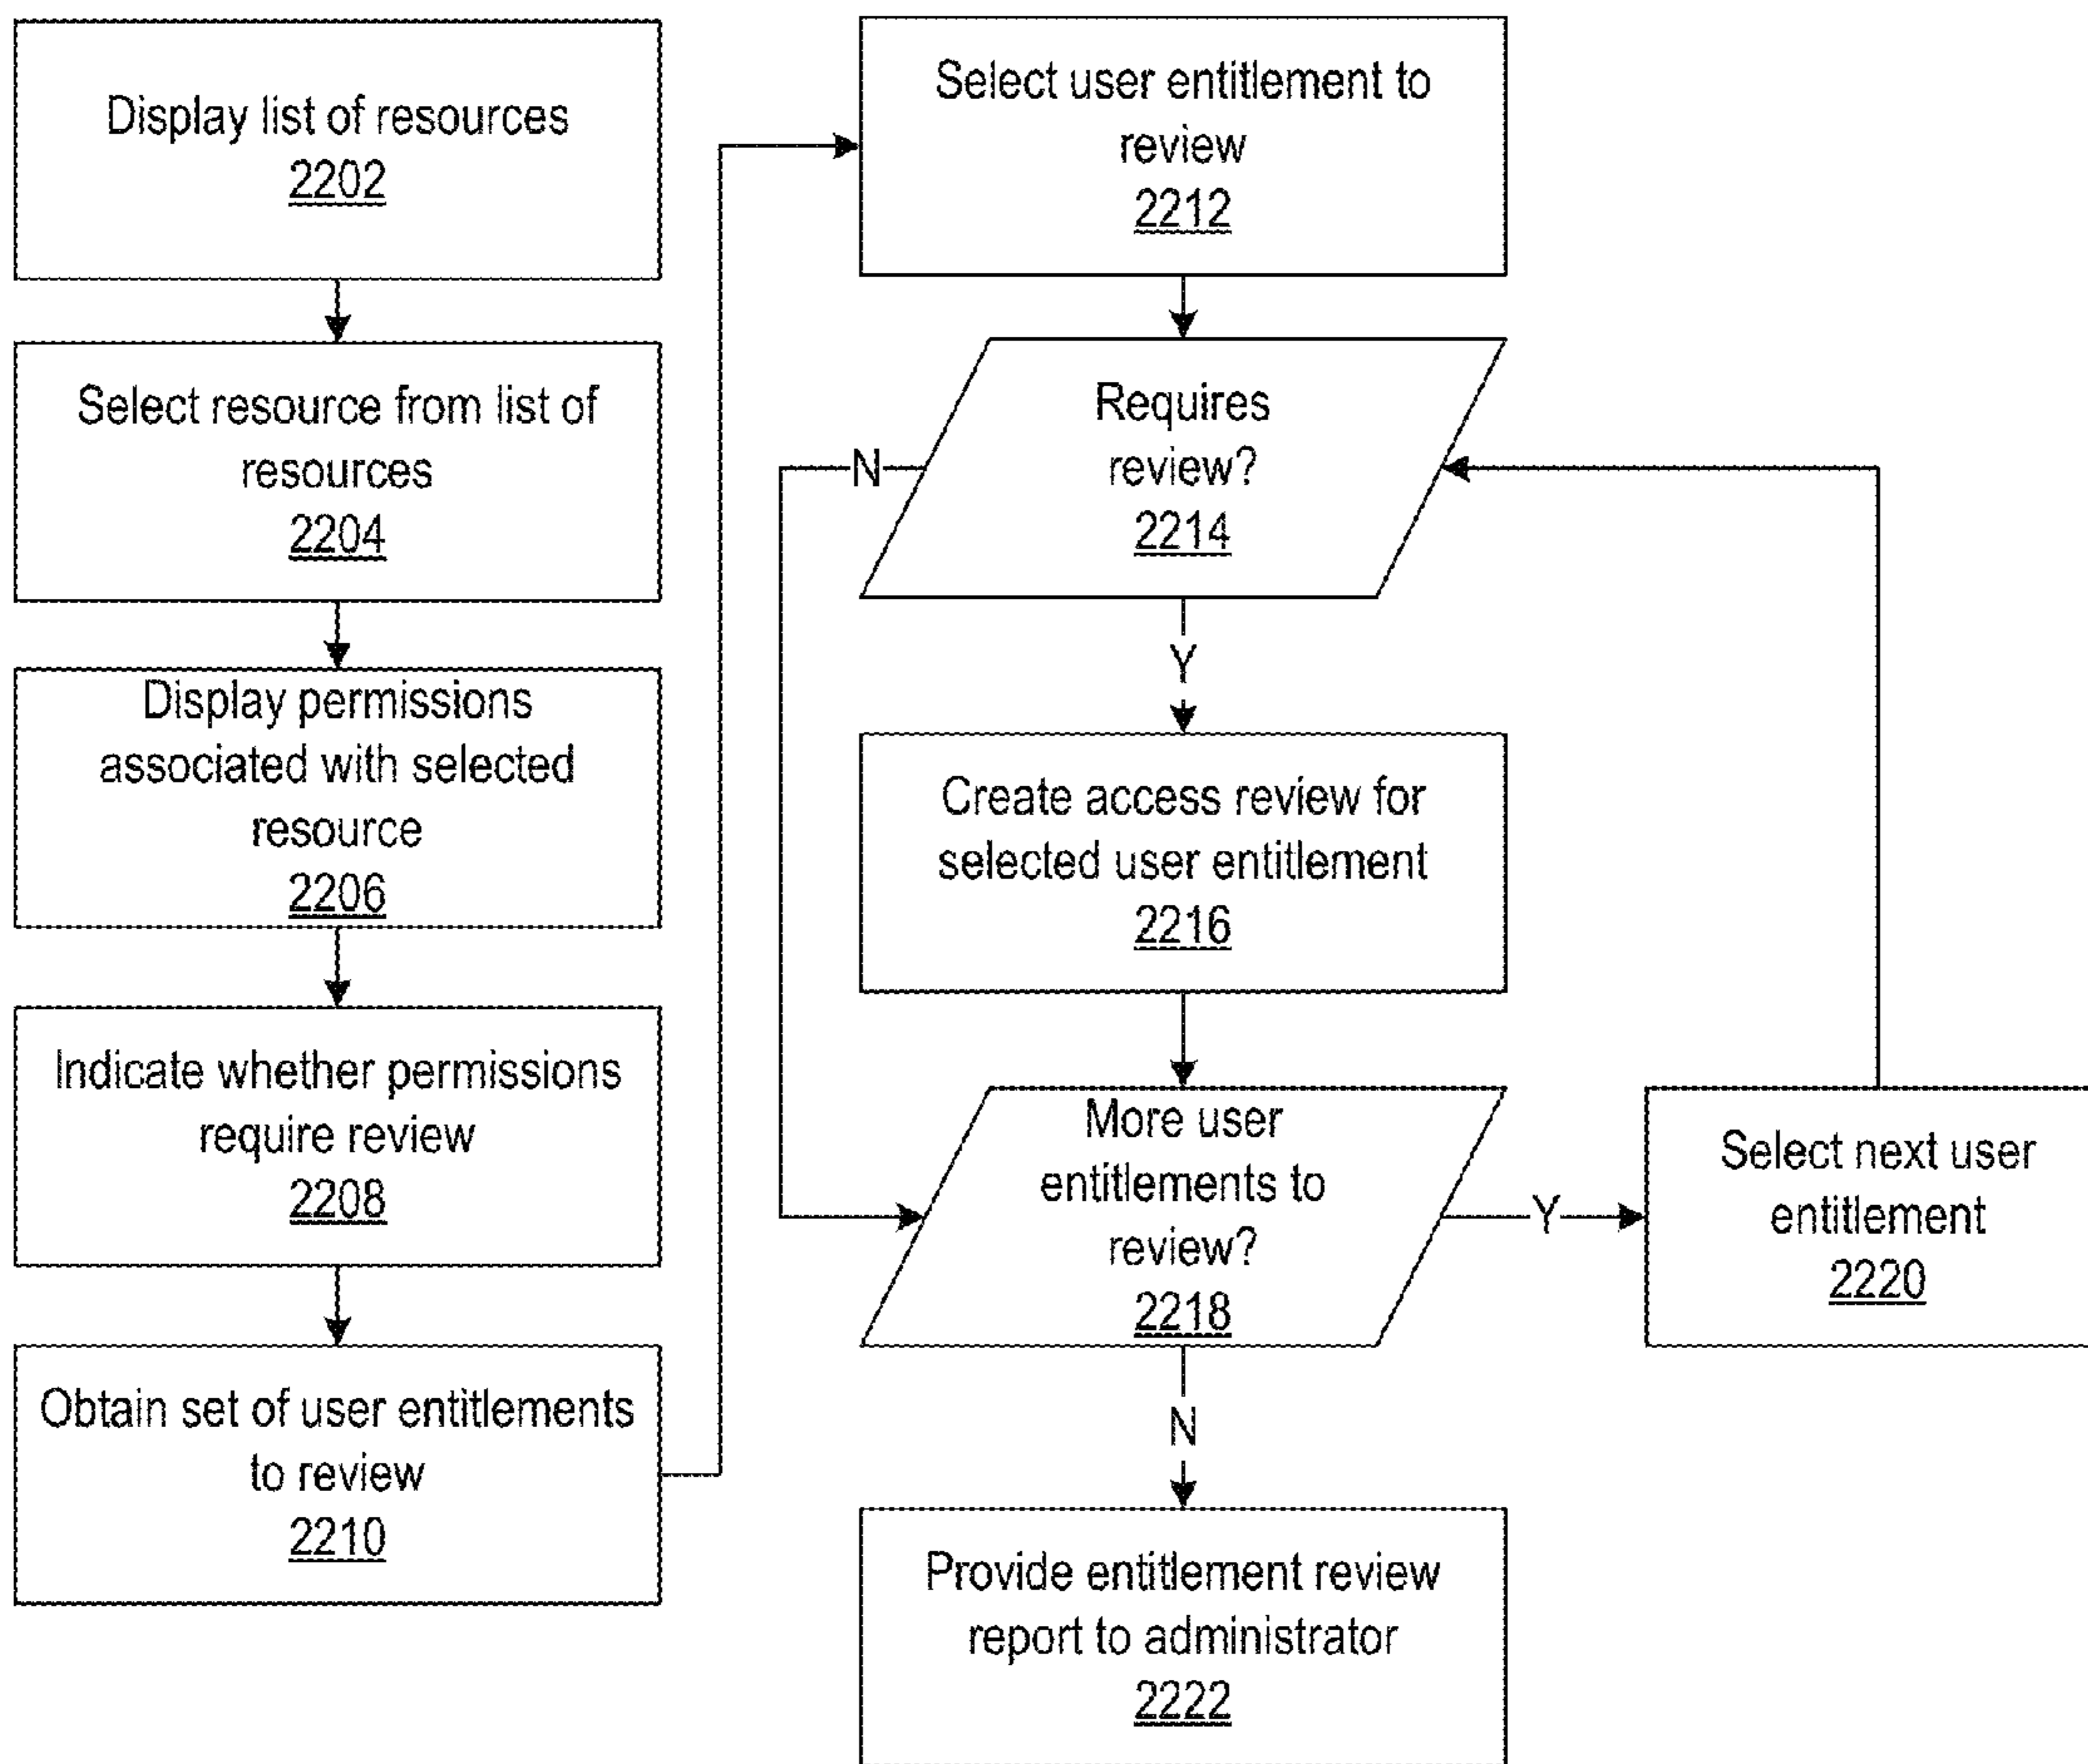 Display list of resources
2202
Select resource from list of
resources
2204
Display permissions
associated with selected
resource
2206
Indicate whether permissions
require review
2208
Obtain set of user entitlements
to review
2210
Select user entitlement to
review
2212
Requires
review?
2214
N
Y
Create access review for
selected user entitlement
2216
More user
entitlements to
review?
2218
Y
Select next user
entitlement
2220
N
Provide entitlement review
report to administrator
2222